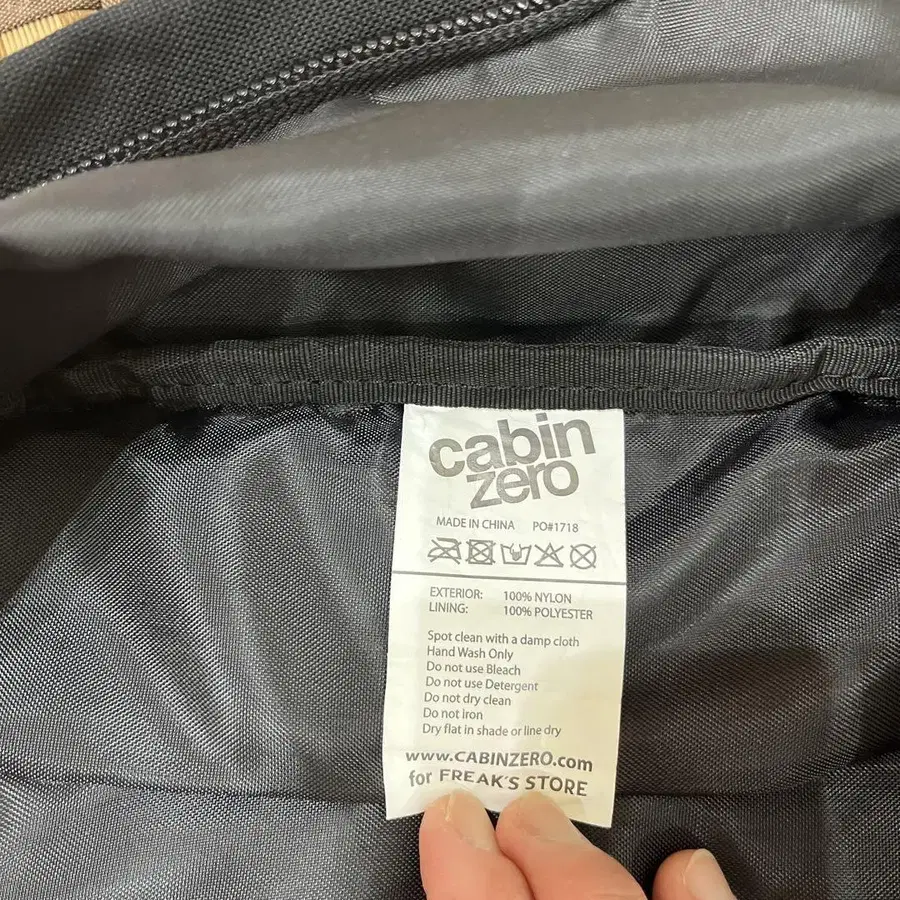 cabin
zero
MADE IN CHINA PO#1718
EXTERIOR: 100% NYLON
LINING: 100% POLYESTER
Spot clean with a damp cloth
Hand Wash Only
Do not use Bleach
Do not use Detergent
Do not dry clean
Do not iron
Dry flat in shade or line dry
www.CABINZERO.com
for FREAK'S STORE